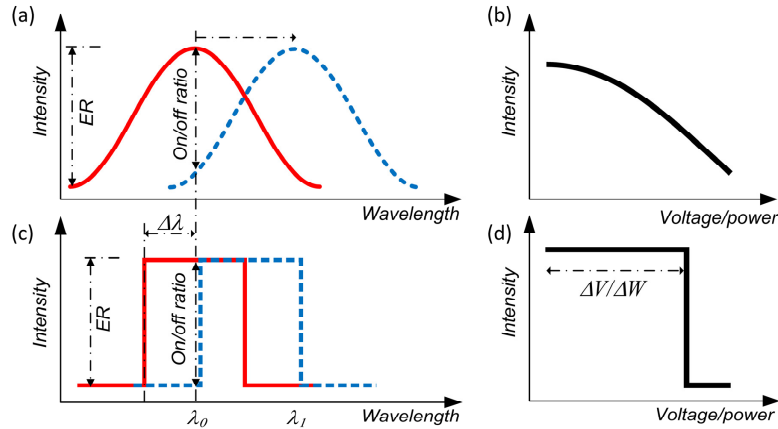 (a)
Intensity
ER
On/off ratio
Wavelength
(b)
Intensity
Voltage/power
(c)
Δλ
Intensity
ER
On/off ratio
λ0
λ1
Wavelength
(d)
Intensity
ΔV/ΔW
Voltage/power